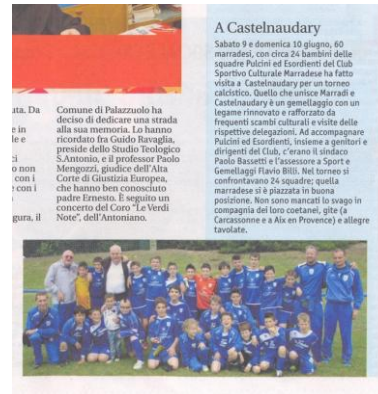 uta. Da
e in
le e
ci
o non
con i
e con i
gura, il
Comune di Palazzuolo ha
deciso di dedicare una strada
alla sua memoria. Lo hanno
ricordato fra Guido Ravaglia,
preside dello Studio Teologico
S.Antonio, e il professor Paolo
Mengozzi, giudice dell'Alta
Corte di Giustizia Europea,
che hanno ben conosciuto
padre Ernesto. È seguito un
concerto del Coro "Le Verdi
Note", dell'Antoniano.
A Castelnaudary
Sabato 9 e domenica 10 giugno, 60
marradesi, con circa 24 bambini delle
squadre Pulcini ed Esordienti del Club
Sportivo Culturale Marradese ha fatto
visita a Castelnaudary per un torneo
calcistico. Quello che unisce Marradi e
Castelnaudary è un gemellaggio con un
legame rinnovato e rafforzato da
frequenti scambi culturali e visite delle
rispettive delegazioni. Ad accompagnare
Pulcini ed Esordienti, insieme a genitori e
dirigenti del Club, c'erano il sindaco
Paolo Bassetti e l'assessore a Sport e
Gemellaggi Flavio Billi. Nel torneo si
confrontavano 24 squadre; quella
marradese si è piazzata in buona
posizione. Non sono mancati lo svago in
compagnia dei loro coetanei, gite (a
Carcassonne e a Aix en Provence) e allegre
tavolate.